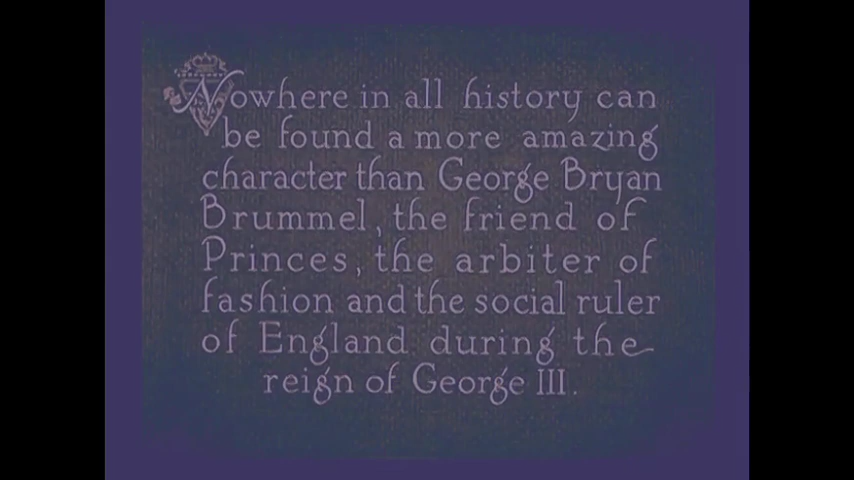 Nowhere in all history can
be found a more amazing
character than George Bryan
Brummel, the friend of
Princes, the arbiter of
fashion and the social ruler
of England during the
reign of George III.